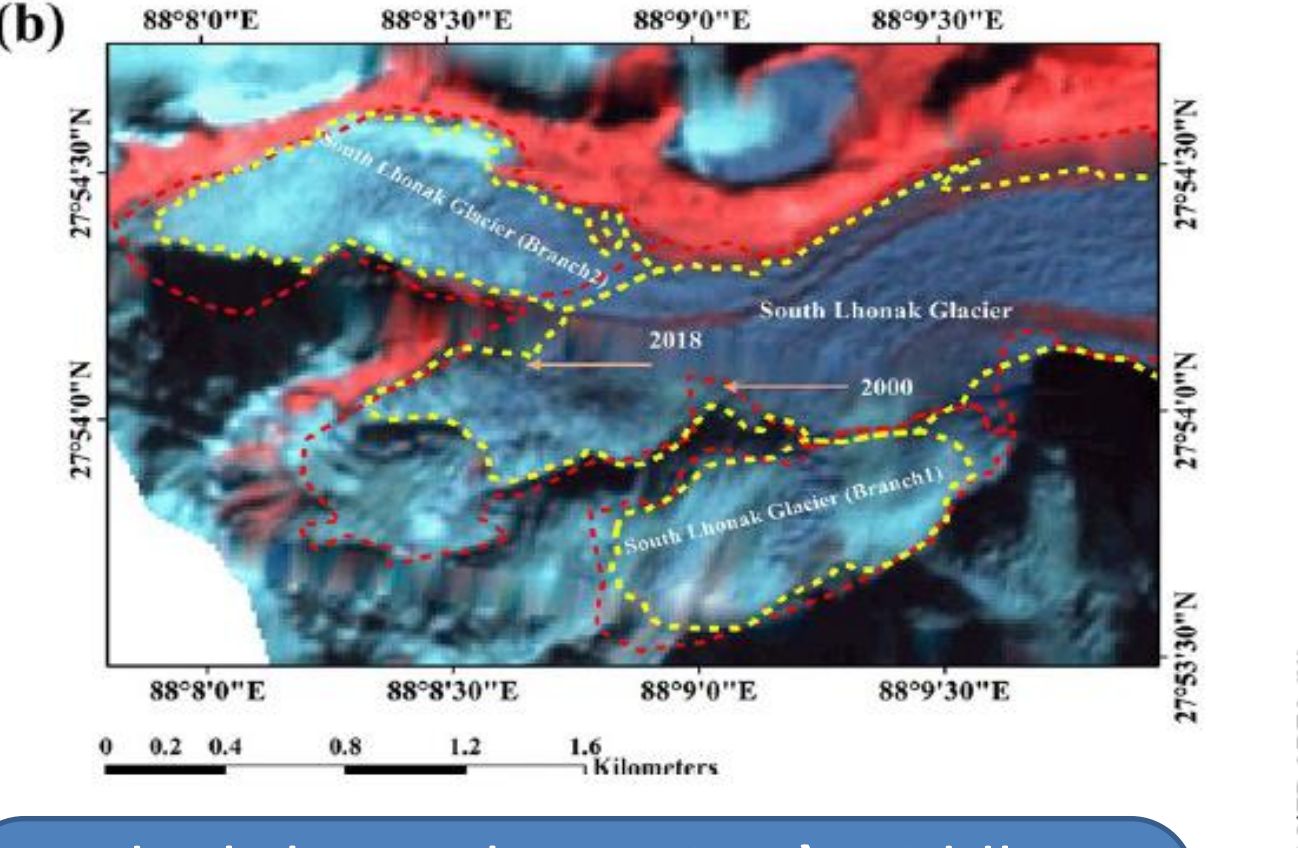 (b)
88°8'0"E 88°8'30"E 88°9'0"E 88°9'30"E
27°54'30"N
27°54'30"N
South Lhonak Glacier (Branch2)
South Lhonak Glacier
2018
2000
27°54'0"N
27°54'0"N
South Lhonak Glacier (Branch1)
27°53'30"N
88°8'0"E 88°8'30"E 88°9'0"E 88°9'30"E
0 0.2 0.4 0.8 1.2 1.6
Kilometers